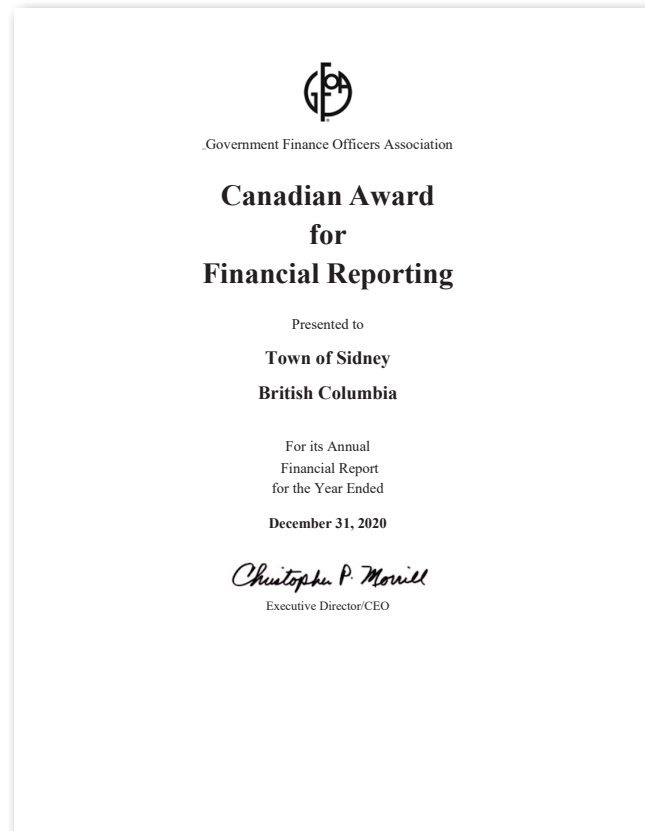 GFOA
Government Finance Officers Association
Canadian Award
for
Financial Reporting
Presented to
Town of Sidney
British Columbia
For its Annual
Financial Report
for the Year Ended
December 31, 2020
Christopher P. Morrill
Executive Director/CEO